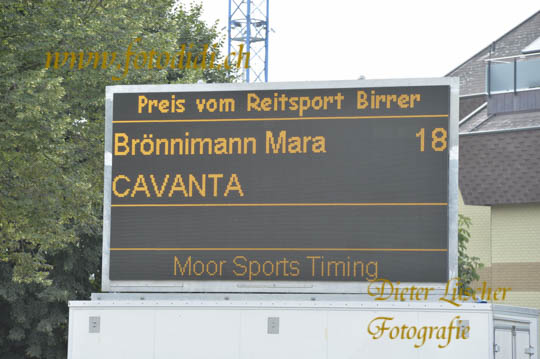 www.fotodidi.ch
Preis vom Reitsport Birrer
Brönnimann Mara 18
CAVANTA
Moor Sports Timing
Dieter Lüscher
Fotografie